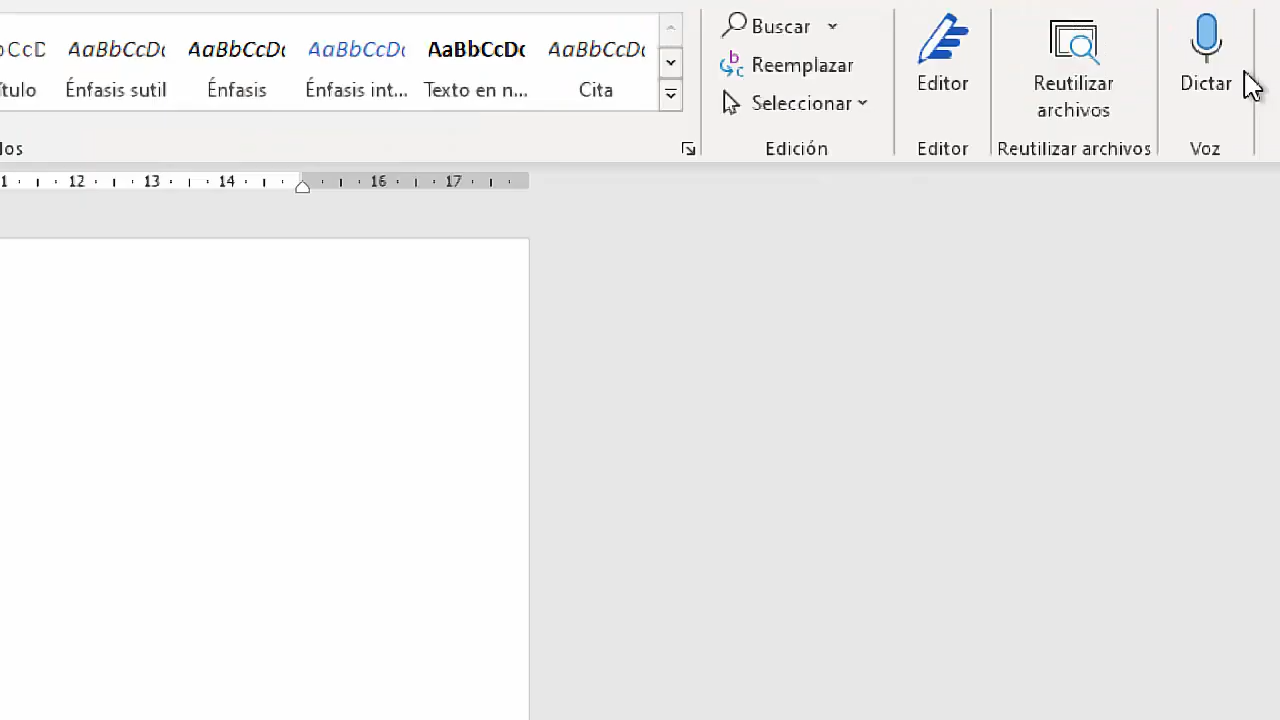 AaBbCcDc AaBbCcDc AaBbCcDc AaBbCcDc AaBbCcDc
Énfasis sutil Énfasis Énfasis int... Texto en n... Cita
Buscar
Reemplazar
Seleccionar
Editor
Reutilizar
archivos
Dictar
Edición Editor Reutilizar archivos Voz
12 13 14 16 17